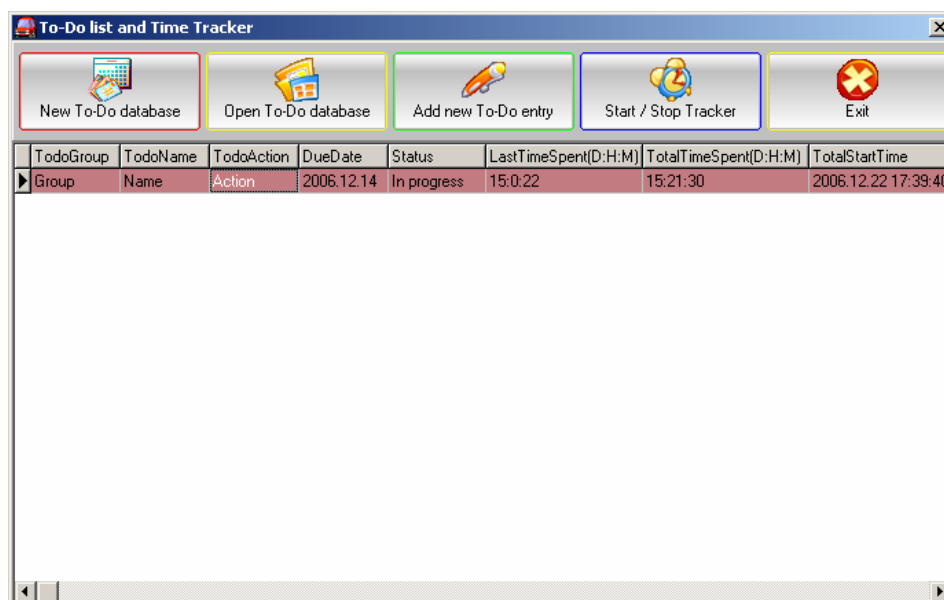 To-Do list and Time Tracker
New To-Do database Open To-Do database Add new To-Do entry Start / Stop Tracker Exit
TodoGroup TodoName TodoAction DueDate Status LastTimeSpent(D:H:M) TotalTimeSpent(D:H:M) TotalStartTime
Group Name Action 2006.12.14 In progress 15:0:22 15:21:30 2006.12.22 17:39:40